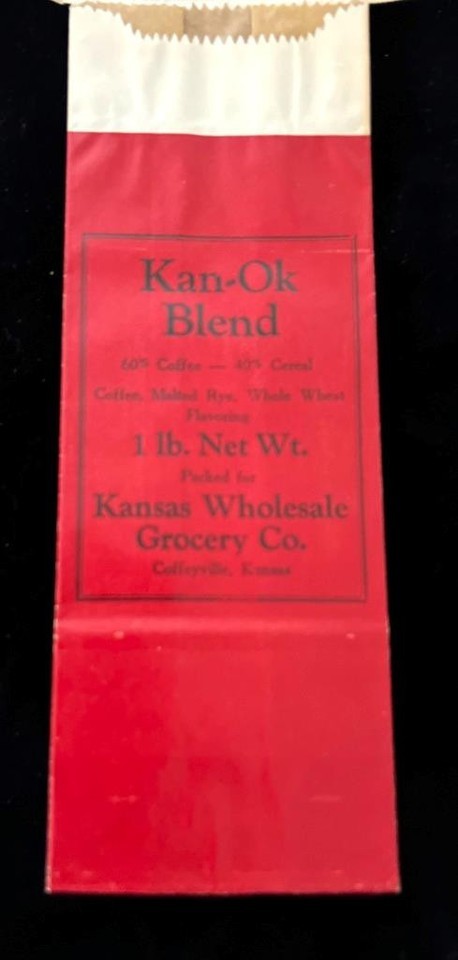 Kan-Ok
Blend
60% Coffee — 40% Cereal
Coffee, Malted Rye, Whole Wheat
Flavoring
1 lb. Net Wt.
Packed for
Kansas Wholesale
Grocery Co.
Coffeyville, Kansas